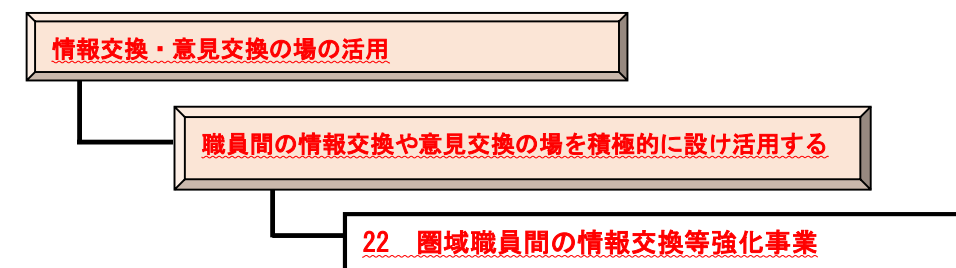 情報交換・意見交換の場の活用
職員間の情報交換や意見交換の場を積極的に設け活用する
22　圏域職員間の情報交換等強化事業